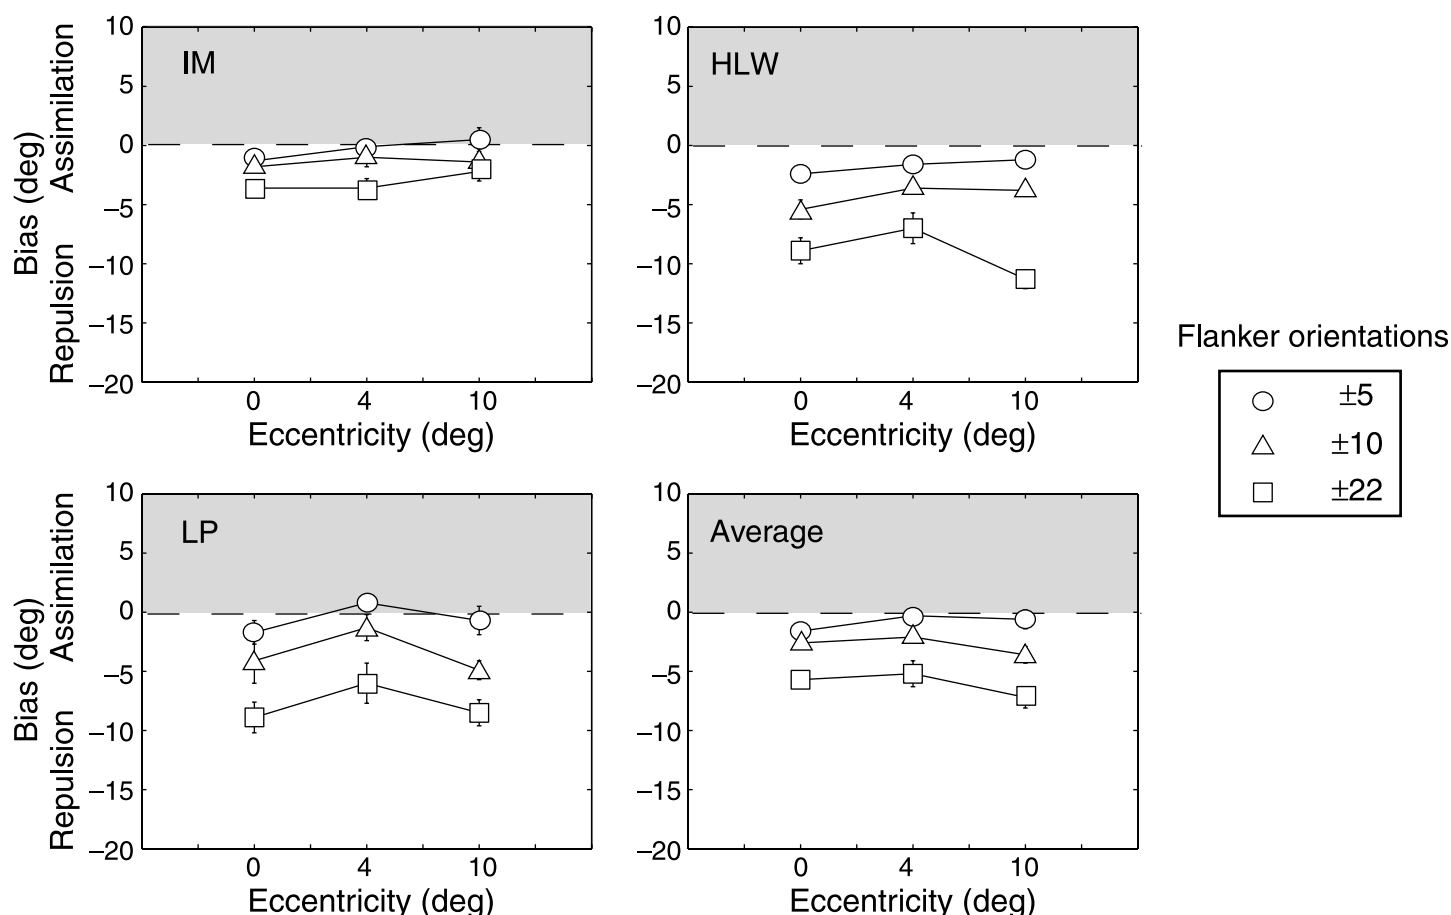 10
5
0
−5
−10
−15
−20
Bias (deg)
Repulsion Assimilation
IM
0 4 10
Eccentricity (deg)
10
5
0
−5
−10
−15
−20
HLW
0 4 10
Eccentricity (deg)
Flanker orientations
±5
±10
±22
10
5
0
−5
−10
−15
−20
Bias (deg)
Repulsion Assimilation
LP
0 4 10
Eccentricity (deg)
10
5
0
−5
−10
−15
−20
Average
0 4 10
Eccentricity (deg)